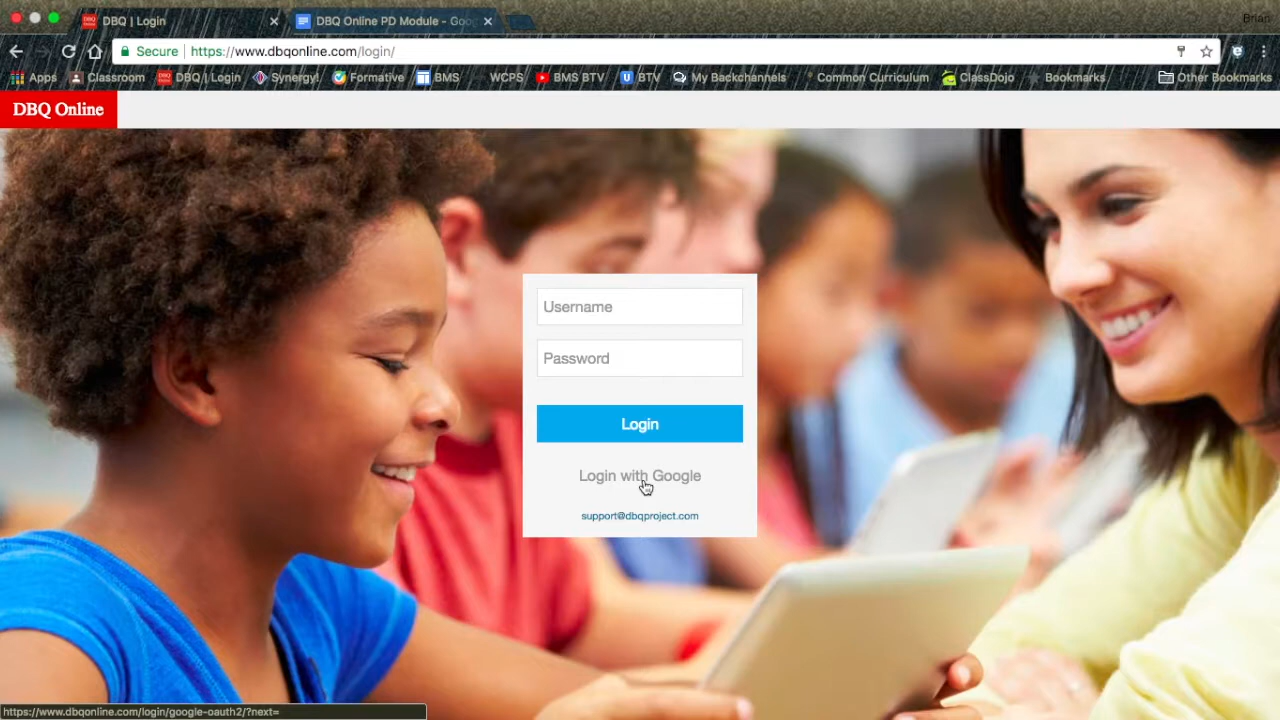 DBQ | Login
DBQ Online PD Module - Goo
Brian
Secure https://www.dbqonline.com/login/
Apps Classroom DBQ | Login Synergy! Formative BMS WCPS BMS BTV BTV My Backchannels Common Curriculum ClassDojo Bookmarks Other Bookmarks
DBQ Online
Username
Password
Login
Login with Google
support@dbqproject.com
https://www.dbqonline.com/login/google-oauth2/?next=